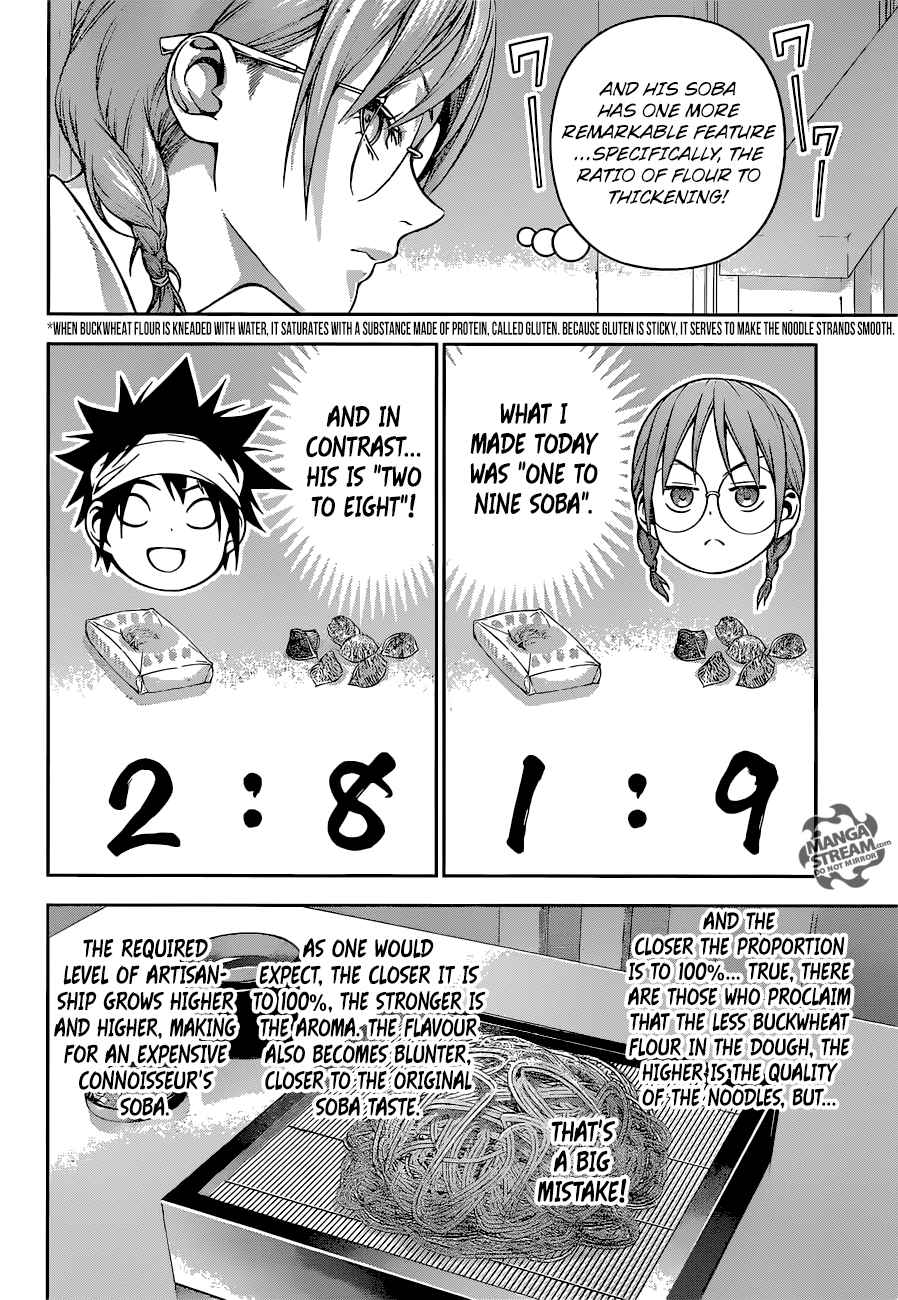 AND HIS SOBA
HAS ONE MORE
REMARKABLE FEATURE
...SPECIFICALLY, THE
RATIO OF FLOUR TO
THICKENING!
ワ
ワ
ワ
ワ
ワ
ワ
*WHEN BUCKWHEAT FLOUR IS KNEADED WITH WATER, IT SATURATES WITH A SUBSTANCE MADE OF PROTEIN, CALLED GLUTEN. BECAUSE GLUTEN IS STICKY, IT SERVES TO MAKE THE NOODLE STRANDS SMOOTH.
WHAT I
MADE TODAY
WAS "ONE TO
NINE SOBA".
1 : 9
AND IN
CONTRAST...
HIS IS "TWO
TO EIGHT"!
2 : 8
MANGA
STREAM.com
DO NOT MIRROR
AND THE
CLOSER THE PROPORTION
IS TO 100%... TRUE, THERE
ARE THOSE WHO PROCLAIM
THAT THE LESS BUCKWHEAT
FLOUR IN THE DOUGH, THE
HIGHER IS THE QUALITY
OF THE NOODLES, BUT...
AS ONE WOULD
EXPECT, THE CLOSER IT IS
TO 100%, THE STRONGER IS
THE AROMA. THE FLAVOUR
ALSO BECOMES BLUNTER,
CLOSER TO THE ORIGINAL
SOBA TASTE.
THE REQUIRED
LEVEL OF ARTISAN-
SHIP GROWS HIGHER
AND HIGHER, MAKING
FOR AN EXPENSIVE
CONNOISSEUR'S
SOBA.
THAT'S
A BIG
MISTAKE!